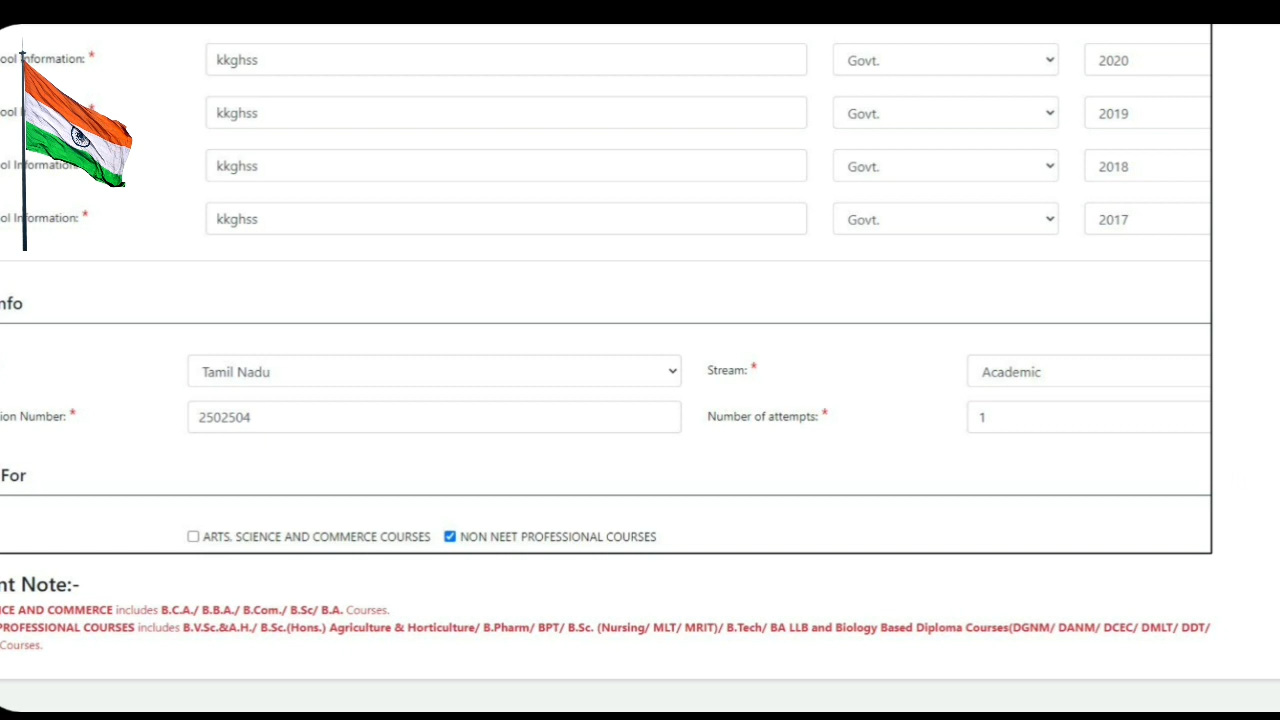 ool Information: * kkghss Govt. 2020
ool I * kkghss Govt. 2019
ol Information kkghss Govt. 2018
ol Information: * kkghss Govt. 2017
nfo
Tamil Nadu Stream: * Academic
ion Number: * 2502504 Number of attempts: * 1
For
ARTS, SCIENCE AND COMMERCE COURSES NON NEET PROFESSIONAL COURSES
nt Note:-
CE AND COMMERCE includes B.C.A./ B.B.A./ B.Com./ B.Sc/ B.A. Courses.
PROFESSIONAL COURSES includes B.V.Sc.&A.H./ B.Sc.(Hons.) Agriculture & Horticulture/ B.Pharm/ BPT/ B.Sc. (Nursing/ MLT/ MRIT)/ B.Tech/ BA LLB and Biology Based Diploma Courses(DGNM/ DANM/ DCEC/ DMLT/ DDT/
Courses.